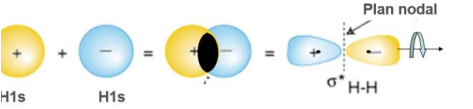 Plan nodal
+ + − = + − = + −
σ* H-H
H1s H1s